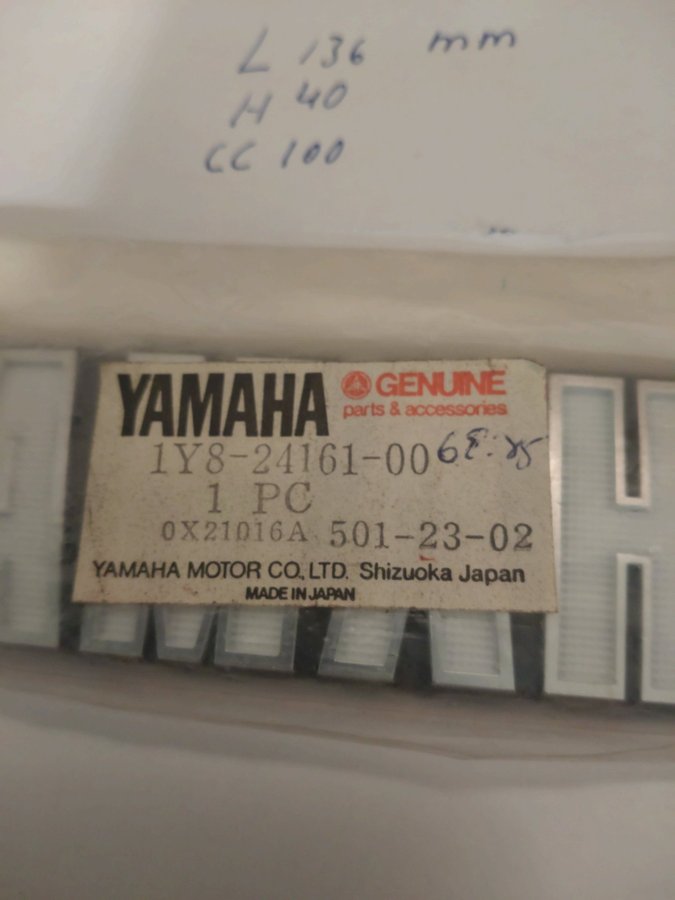 L 136 mm
H 40
CC 100
YAMAHA GENUINE
parts & accessories
1Y8-24161-00
1 PC
0X21016A 501-23-02
YAMAHA MOTOR CO., LTD. Shizuoka Japan
MADE IN JAPAN